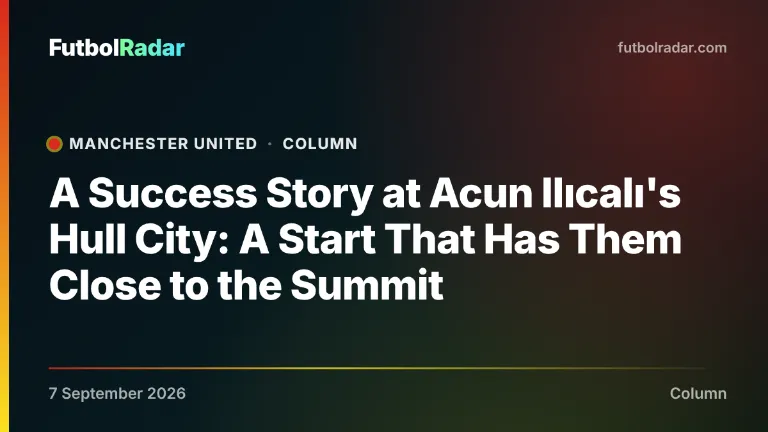 FutbolRadar
futbolradar.com
MANCHESTER UNITED · COLUMN
A Success Story at Acun Ilıcalı's
Hull City: A Start That Has Them
Close to the Summit
7 September 2026
Column